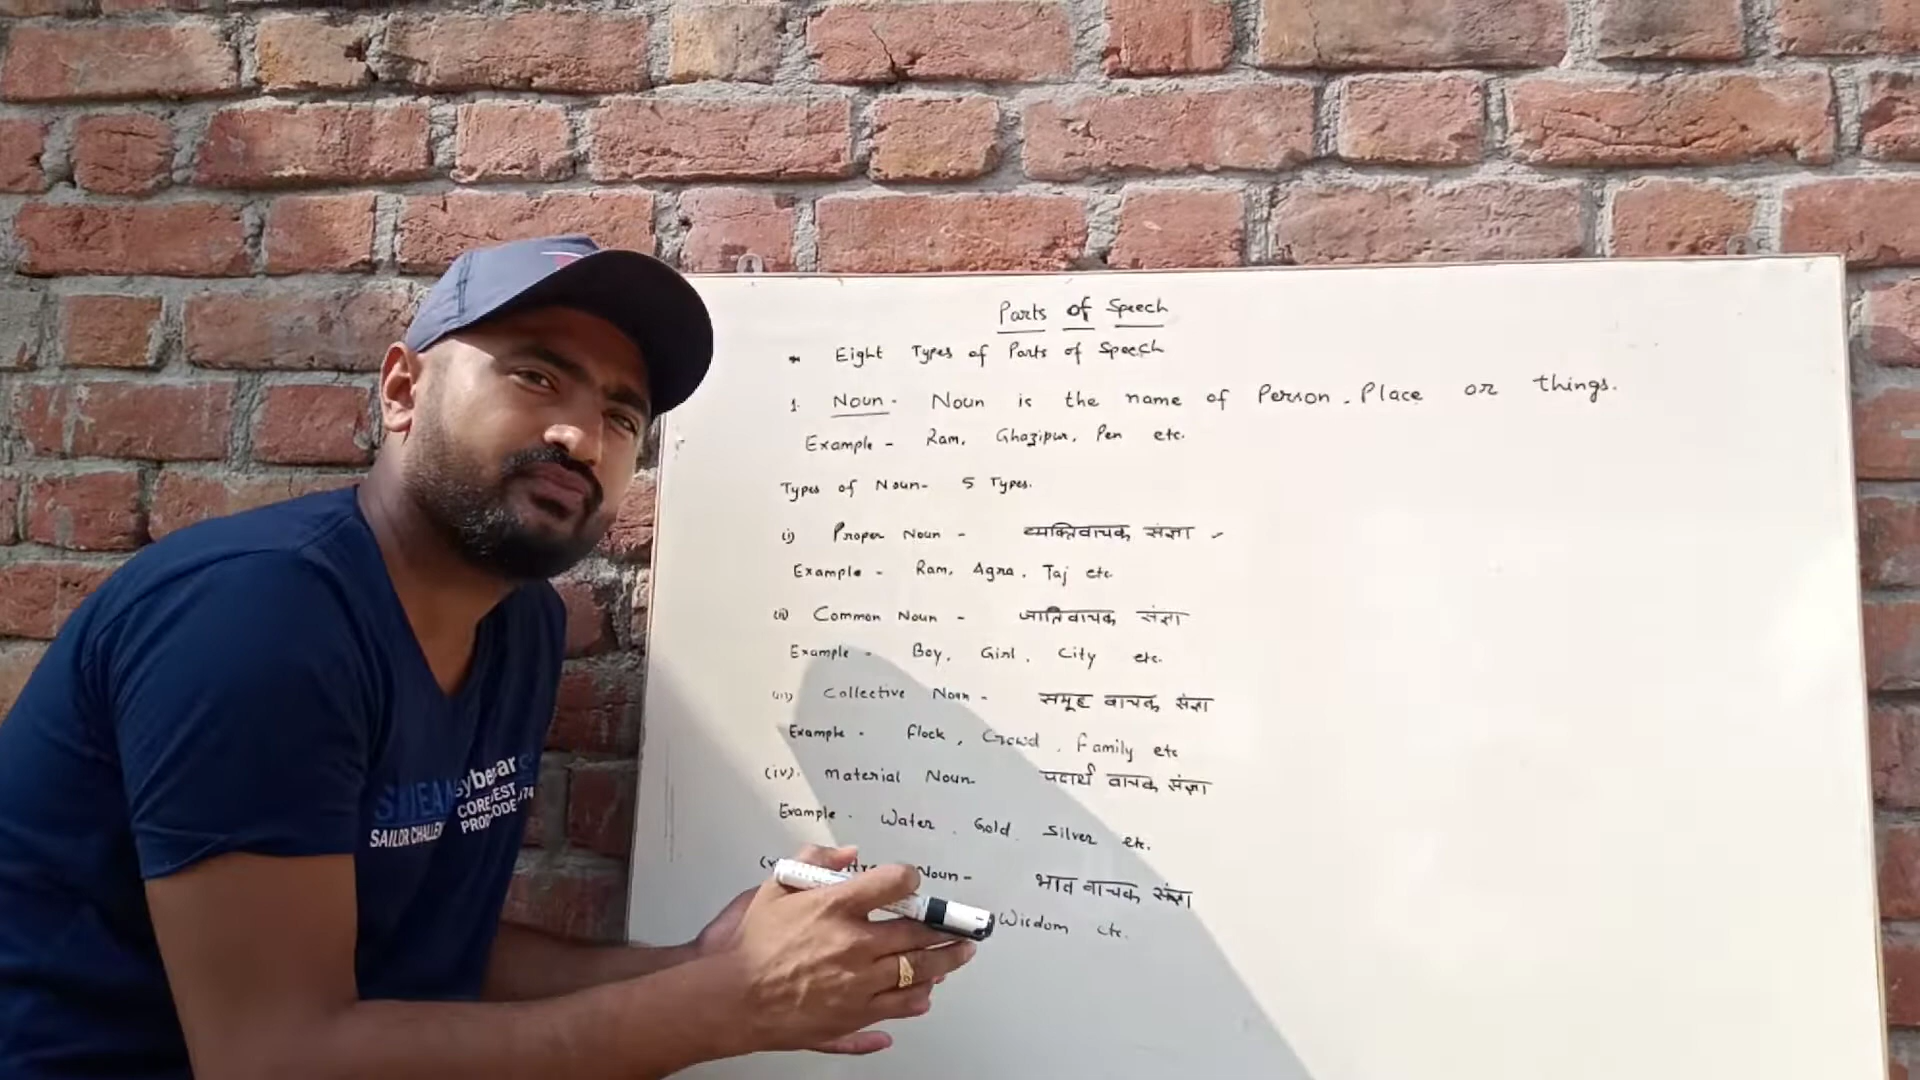 Parts of Speech
* Eight Types of Parts of Speech
1. Noun - Noun is the name of Person, Place or things.
Example - Ram, Ghazipur, Pen etc.
Types of Noun - 5 Types.
(i) Proper Noun - व्यक्तिवाचक संज्ञा -
Example - Ram, Agra, Taj etc.
(ii) Common Noun - जातिवाचक संज्ञा
Example - Boy, Girl, City etc.
(iii) Collective Noun - समूह वाचक संज्ञा
Example - Flock, Crowd, Family etc
(iv). Material Noun पदार्थ वाचक संज्ञा
Example - Water, Gold, Silver etc.
Noun - भाव वाचक संज्ञा
Wisdom etc.
CORE
SAILOR